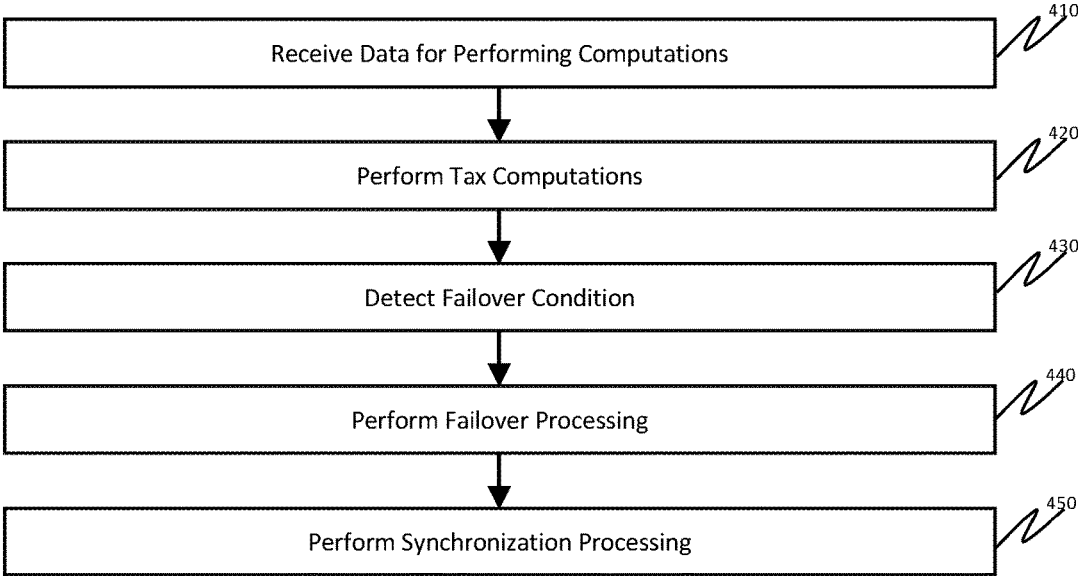 410
Receive Data for Performing Computations
420
Perform Tax Computations
430
Detect Failover Condition
440
Perform Failover Processing
450
Perform Synchronization Processing